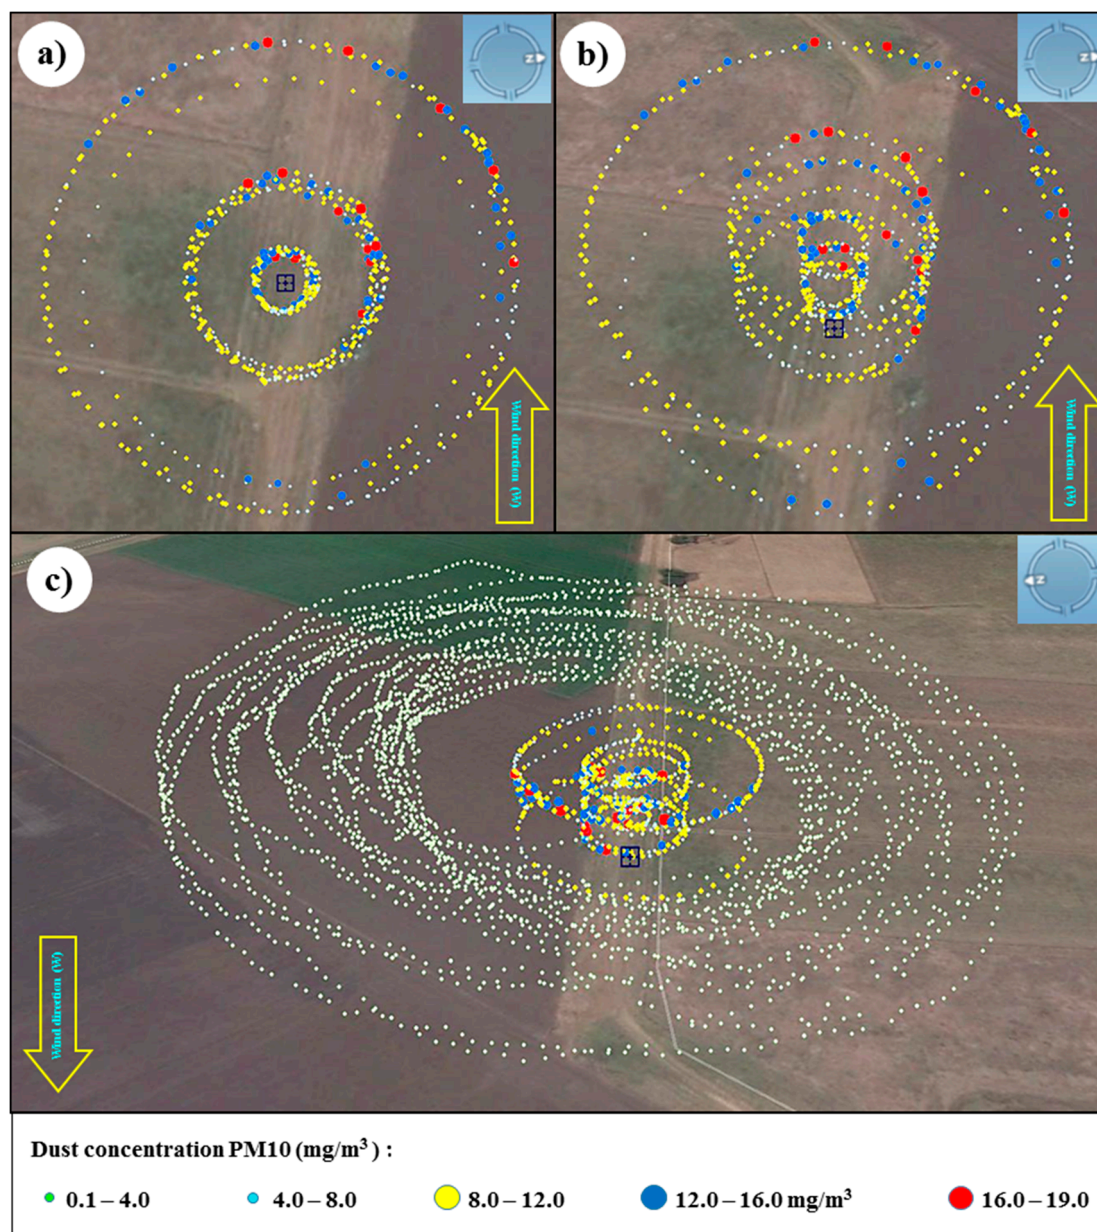 a)
N
b)
N
Wind direction (W)
Wind direction (W)
c)
N
Wind direction (W)
Dust concentration PM10 (mg/m³) :
0.1 – 4.0
4.0 – 8.0
8.0 – 12.0
12.0 – 16.0 mg/m³
16.0 – 19.0